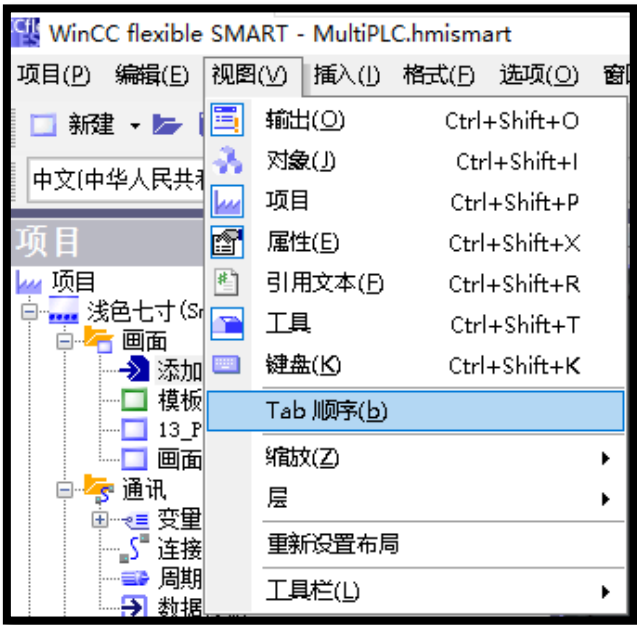 WinCC flexible SMART - MultiPLC.hmismart
项目(P) 编辑(E) 视图(V) 插入(I) 格式(F) 选项(O)
新建
中文(中华人民共
输出(O) Ctrl+Shift+O
对象(J) Ctrl+Shift+I
项目 Ctrl+Shift+P
属性(E) Ctrl+Shift+X
引用文本(F) Ctrl+Shift+R
工具 Ctrl+Shift+T
键盘(K) Ctrl+Shift+K
Tab 顺序(b)
缩放(Z)
层
重新设置布局
工具栏(L)
项目
项目
浅色七寸(Sr
画面
添加
模板
13_P
画面
通讯
变量
连接
周期
数据